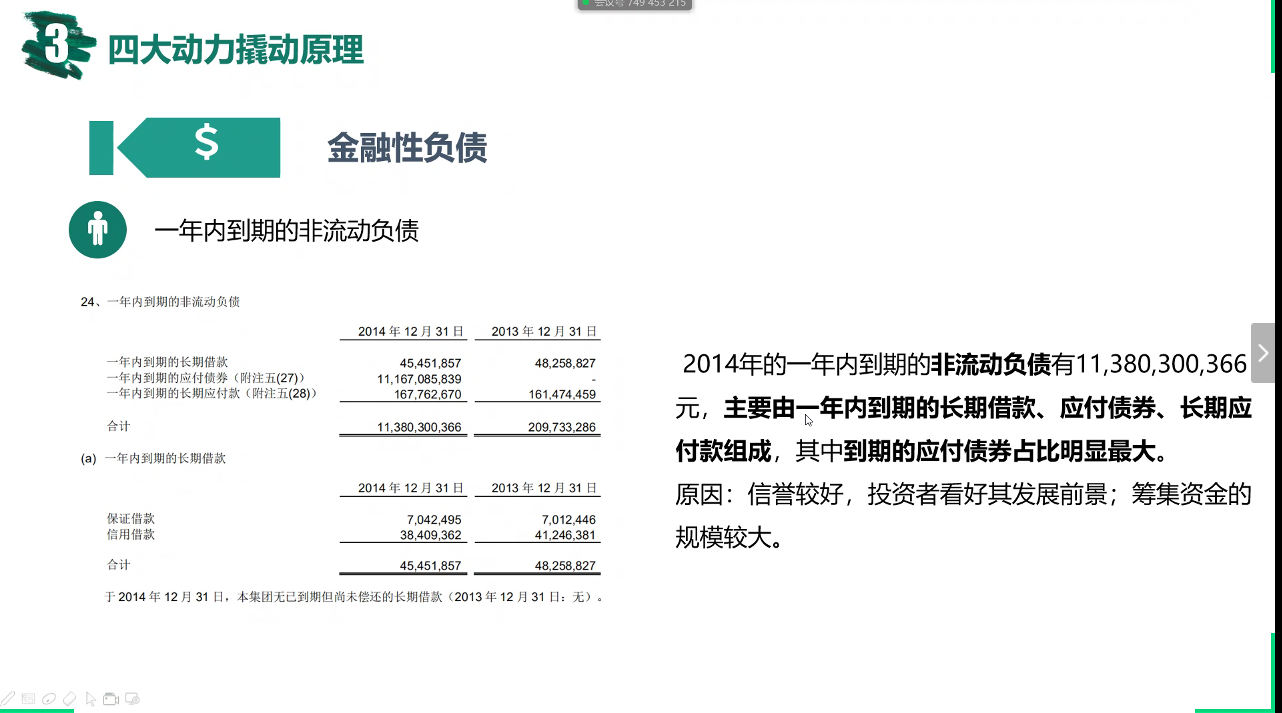 会议号 749 453 215
3 四大动力撬动原理
$ 金融性负债
一年内到期的非流动负债
24、一年内到期的非流动负债
2014 年 12 月 31 日 2013 年 12 月 31 日
一年内到期的长期借款 45,451,857 48,258,827
一年内到期的应付债券（附注五(27)） 11,167,085,839 -
一年内到期的长期应付款（附注五(28)） 167,762,670 161,474,459
合计 11,380,300,366 209,733,286
(a) 一年内到期的长期借款
2014 年 12 月 31 日 2013 年 12 月 31 日
保证借款 7,042,495 7,012,446
信用借款 38,409,362 41,246,381
合计 45,451,857 48,258,827
于 2014 年 12 月 31 日，本集团无已到期但尚未偿还的长期借款（2013 年 12 月 31 日：无）。
2014年的一年内到期的非流动负债有11,380,300,366
元，主要由一年内到期的长期借款、应付债券、长期应
付款组成，其中到期的应付债券占比明显最大。
原因：信誉较好，投资者看好其发展前景；筹集资金的
规模较大。